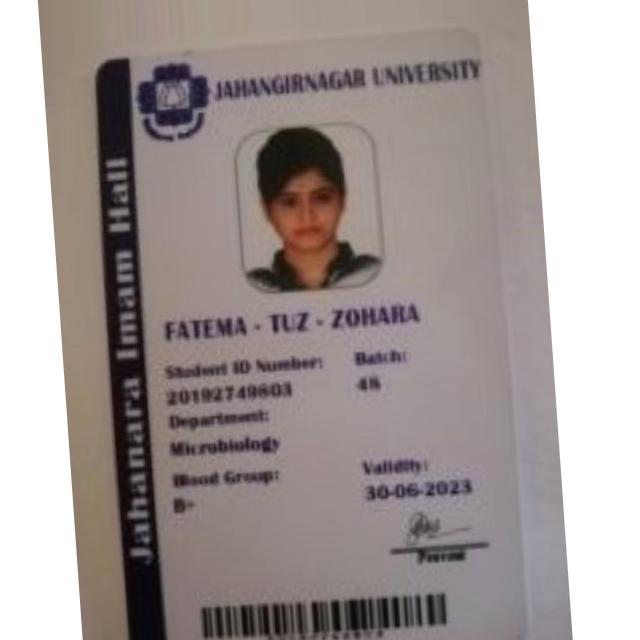 JAHANGIRNAGAR UNIVERSITY
Jahanara Imam Hall
FATEMA - TUZ - ZOHARA
Student ID Number:
20192749803
Batch:
48
Department:
Microbiology
Blood Group:
B+
Validity:
30-06-2023
Provost